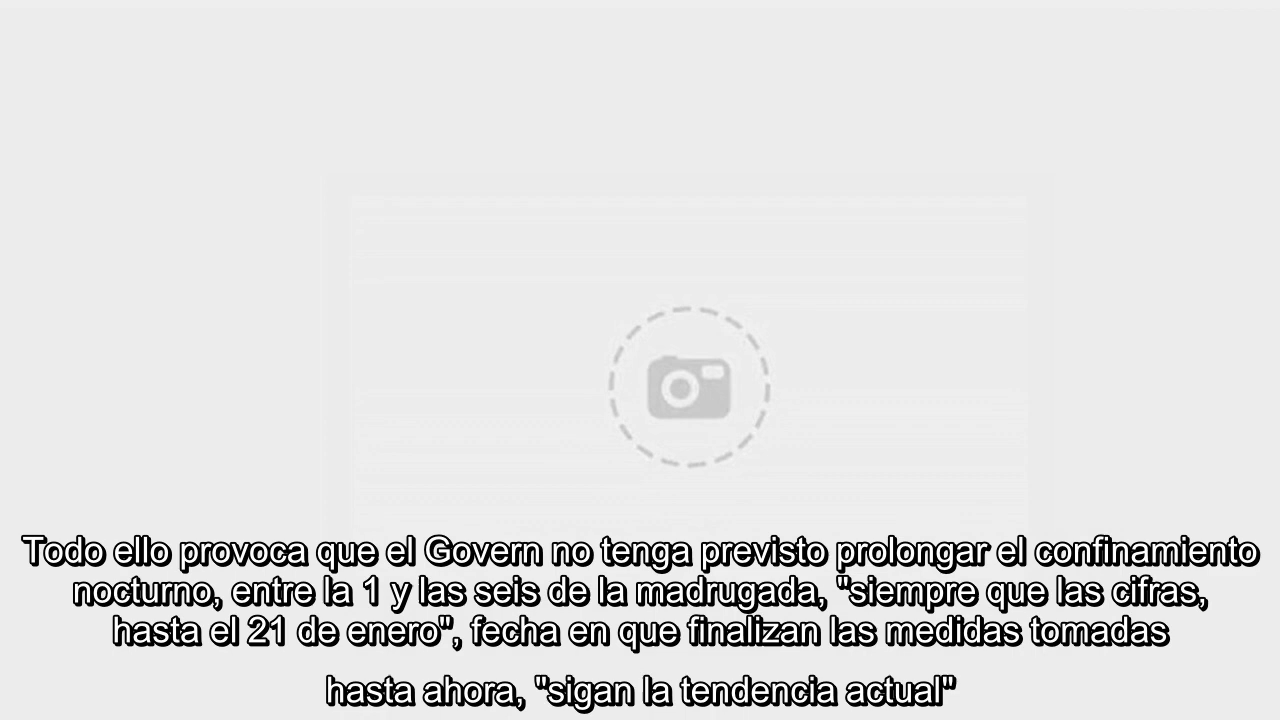 Todo ello provoca que el Govern no tenga previsto prolongar el confinamiento
nocturno, entre la 1 y las seis de la madrugada, "siempre que las cifras,
hasta el 21 de enero", fecha en que finalizan las medidas tomadas
hasta ahora, "sigan la tendencia actual"